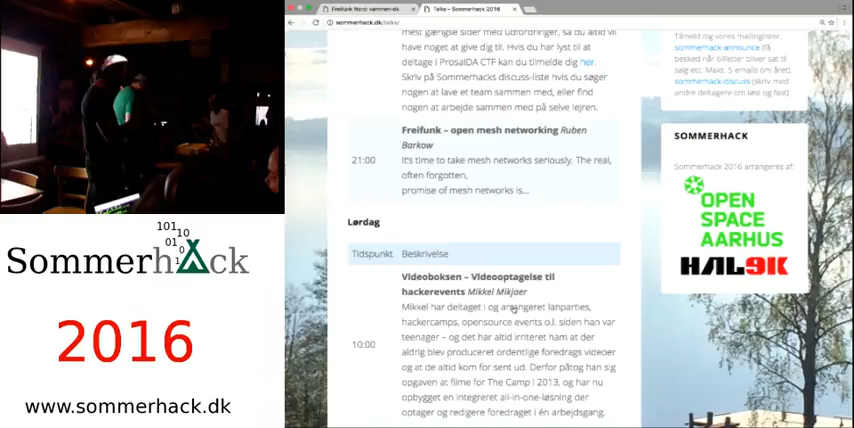 Freifunk Nord: vammen-dk
Talks – Sommerhack 2016
sommerhack.dk/talks/
mest gængse sider med udfordringer, så du altid vil
have noget at give dig til. Hvis du har lyst til at
deltage i ProsaIDA CTF kan du tilmelde dig her.
Skriv på Sommerhacks discuss-liste hvis du søger
nogen at lave et team sammen med, eller find
nogen at arbejde sammen med på selve lejren.
21:00
Freifunk – open mesh networking Ruben
Barkow
It's time to take mesh networks seriously. The real,
often forgotten,
promise of mesh networks is...
Lørdag
Tidspunkt Beskrivelse
10:00
Videoboksen – Videooptagelse til
hackerevents Mikkel Mikjaer
Mikkel har deltaget i og arrangeret lanparties,
hackercamps, opensource events o.l. siden han var
teenager – og det har altid irriteret ham at der
aldrig blev produceret ordentlige foredrags videoer
og at de altid kom for sent ud. Derfor påtog han sig
opgaven at filme for The Camp i 2013, og har nu
opbygget en integreret all-in-one-løsning der
optager og redigere foredraget i én arbejdsgang.
Tilmeld dig vores mailinglister.
sommerhack-announce (få
besked når billetter bliver sat til
salg etc. Maks. 5 emails om året),
sommerhack-discuss (skriv med
andre deltagerne om løst og fast)
SOMMERHACK
Sommerhack 2016 arrangeres af:
OPEN
SPACE
AARHUS
HAL9K
101
10
01
0
1
Sommerhack
2016
www.sommerhack.dk